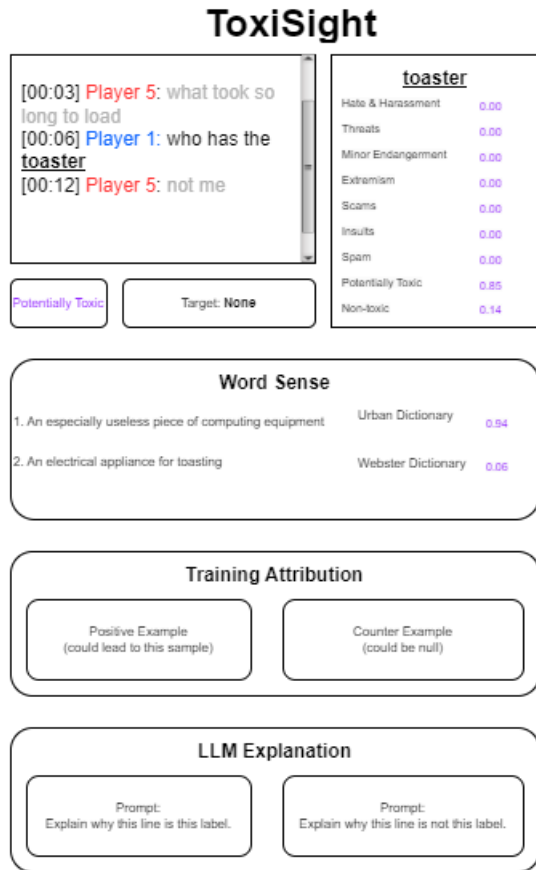 ToxiSight
[00:03] Player 5: what took so
long to load
[00:06] Player 1: who has the
toaster
[00:12] Player 5: not me
Potentially Toxic
Target: None
toaster
Hate & Harassment 0.00
Threats 0.00
Minor Endangerment 0.00
Extremism 0.00
Scams 0.00
Insults 0.00
Spam 0.00
Potentially Toxic 0.85
Non-toxic 0.14
Word Sense
1. An especially useless piece of computing equipment Urban Dictionary 0.94
2. An electrical appliance for toasting Webster Dictionary 0.06
Training Attribution
Positive Example
(could lead to this sample)
Counter Example
(could be null)
LLM Explanation
Prompt:
Explain why this line is this label.
Prompt:
Explain why this line is not this label.